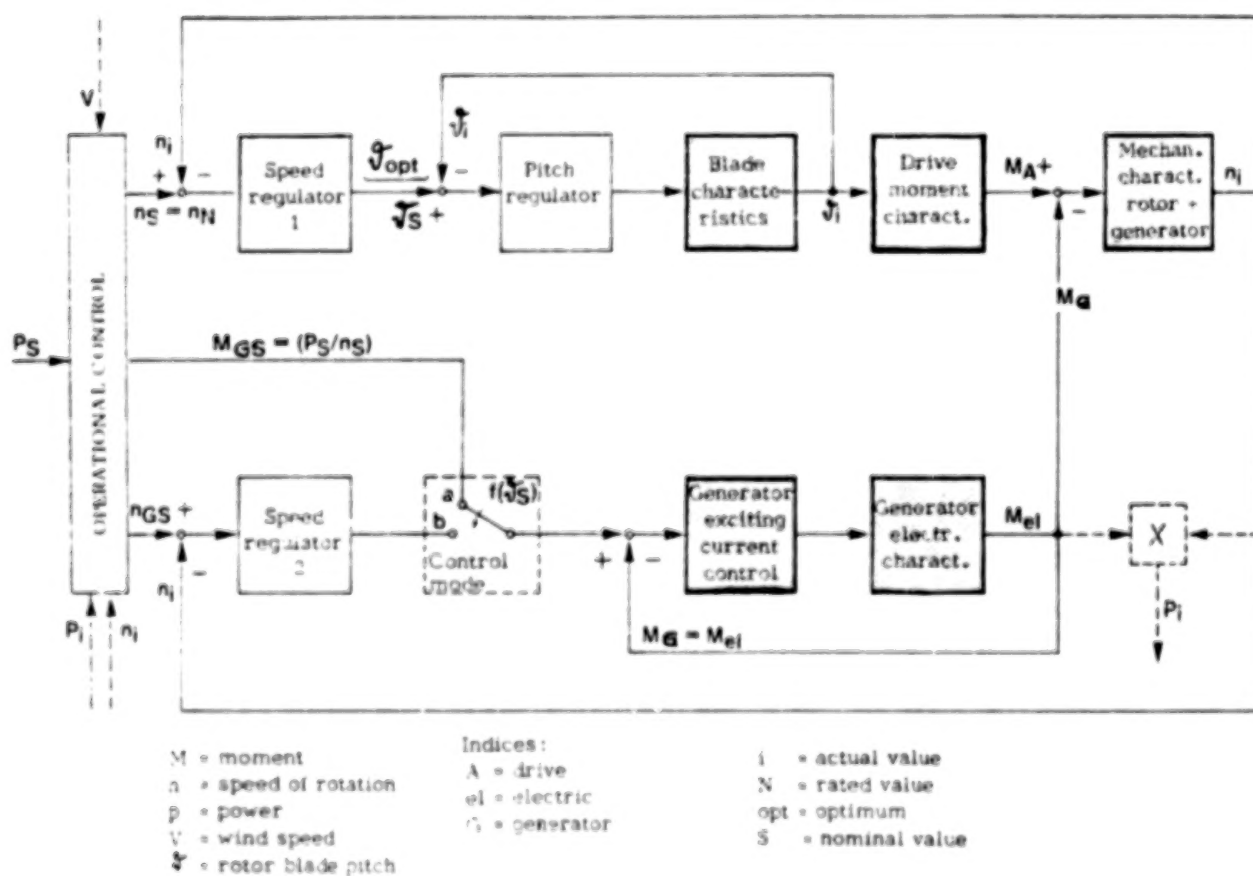 V
n_i
+
−
n_S = n_N
Speed
regulator
1
ϑ_opt
ϑ_S +
ϑ_i
−
Pitch
regulator
Blade
characte-
ristics
ϑ_i
Drive
moment
charact.
M_A +
−
Mechan.
charact.
rotor +
generator
n_i
M_G
P_S
OPERATIONAL CONTROL
M_GS = (P_S/n_S)
n_GS +
−
n_i
Speed
regulator
2
a
b
f(ϑ_S)
Control
mode
+
−
Generator
exciting
current
control
Generator
electr.
charact.
M_el
X
P_i
M_G = M_el
P_i
n_i
M = moment
n = speed of rotation
p = power
V = wind speed
ϑ = rotor blade pitch
Indices:
A = drive
el = electric
G = generator
i = actual value
N = rated value
opt = optimum
S = nominal value